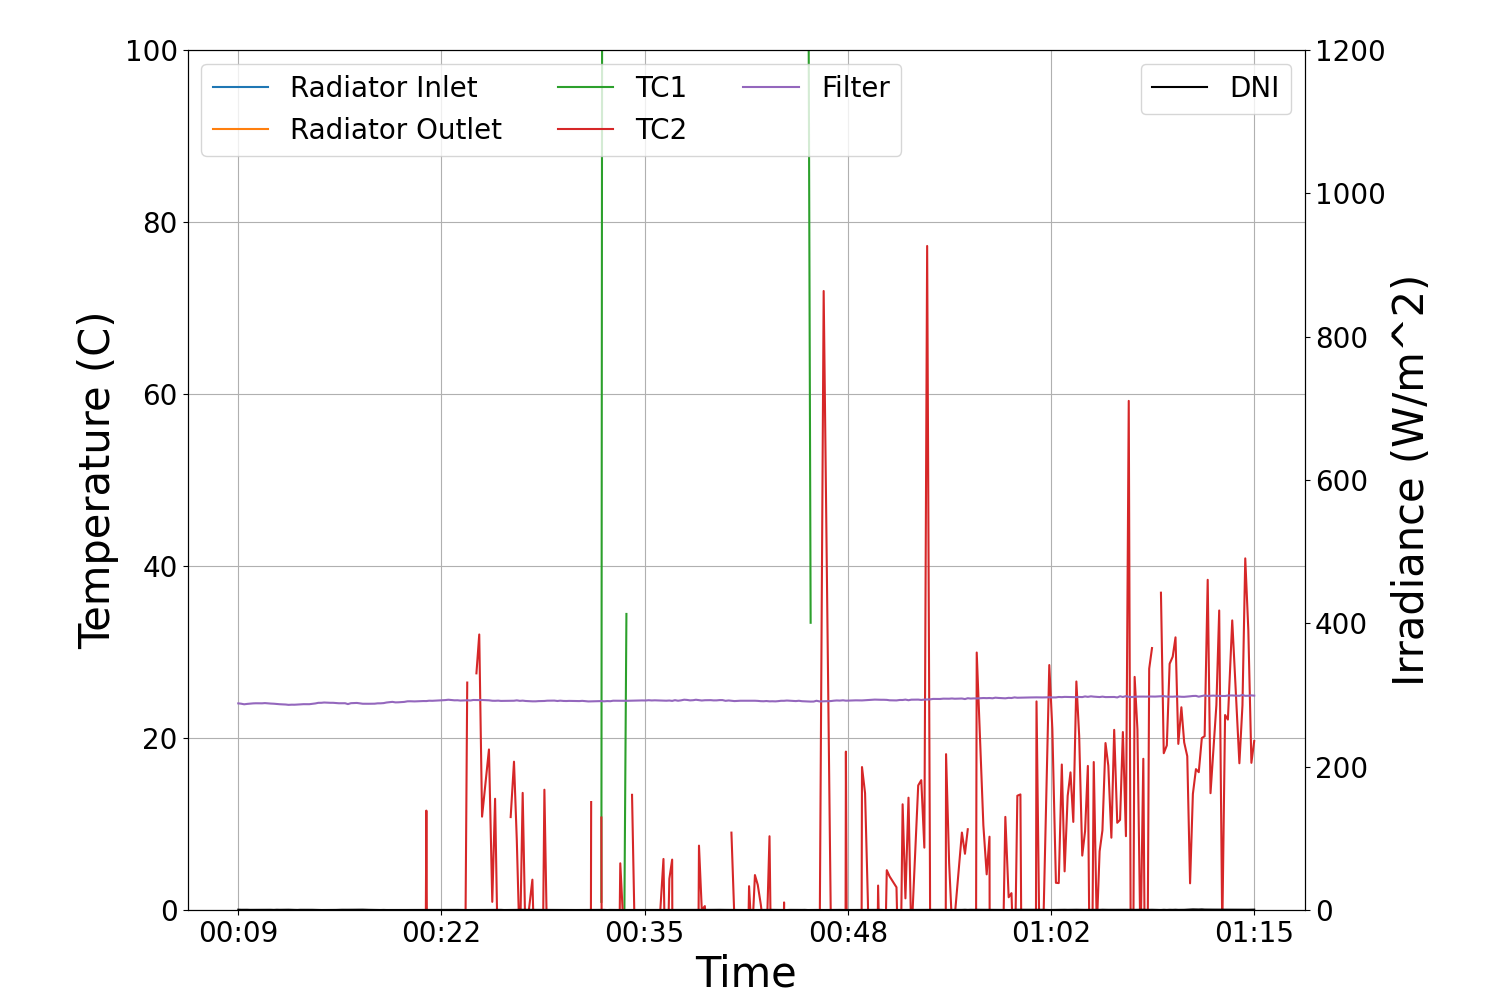 100
80
60
40
20
0
Temperature (C)
Radiator Inlet
Radiator Outlet
TC1
TC2
Filter
DNI
1200
1000
800
600
400
200
0
Irradiance (W/m^2)
00:09 00:22 00:35 00:48 01:02 01:15
Time